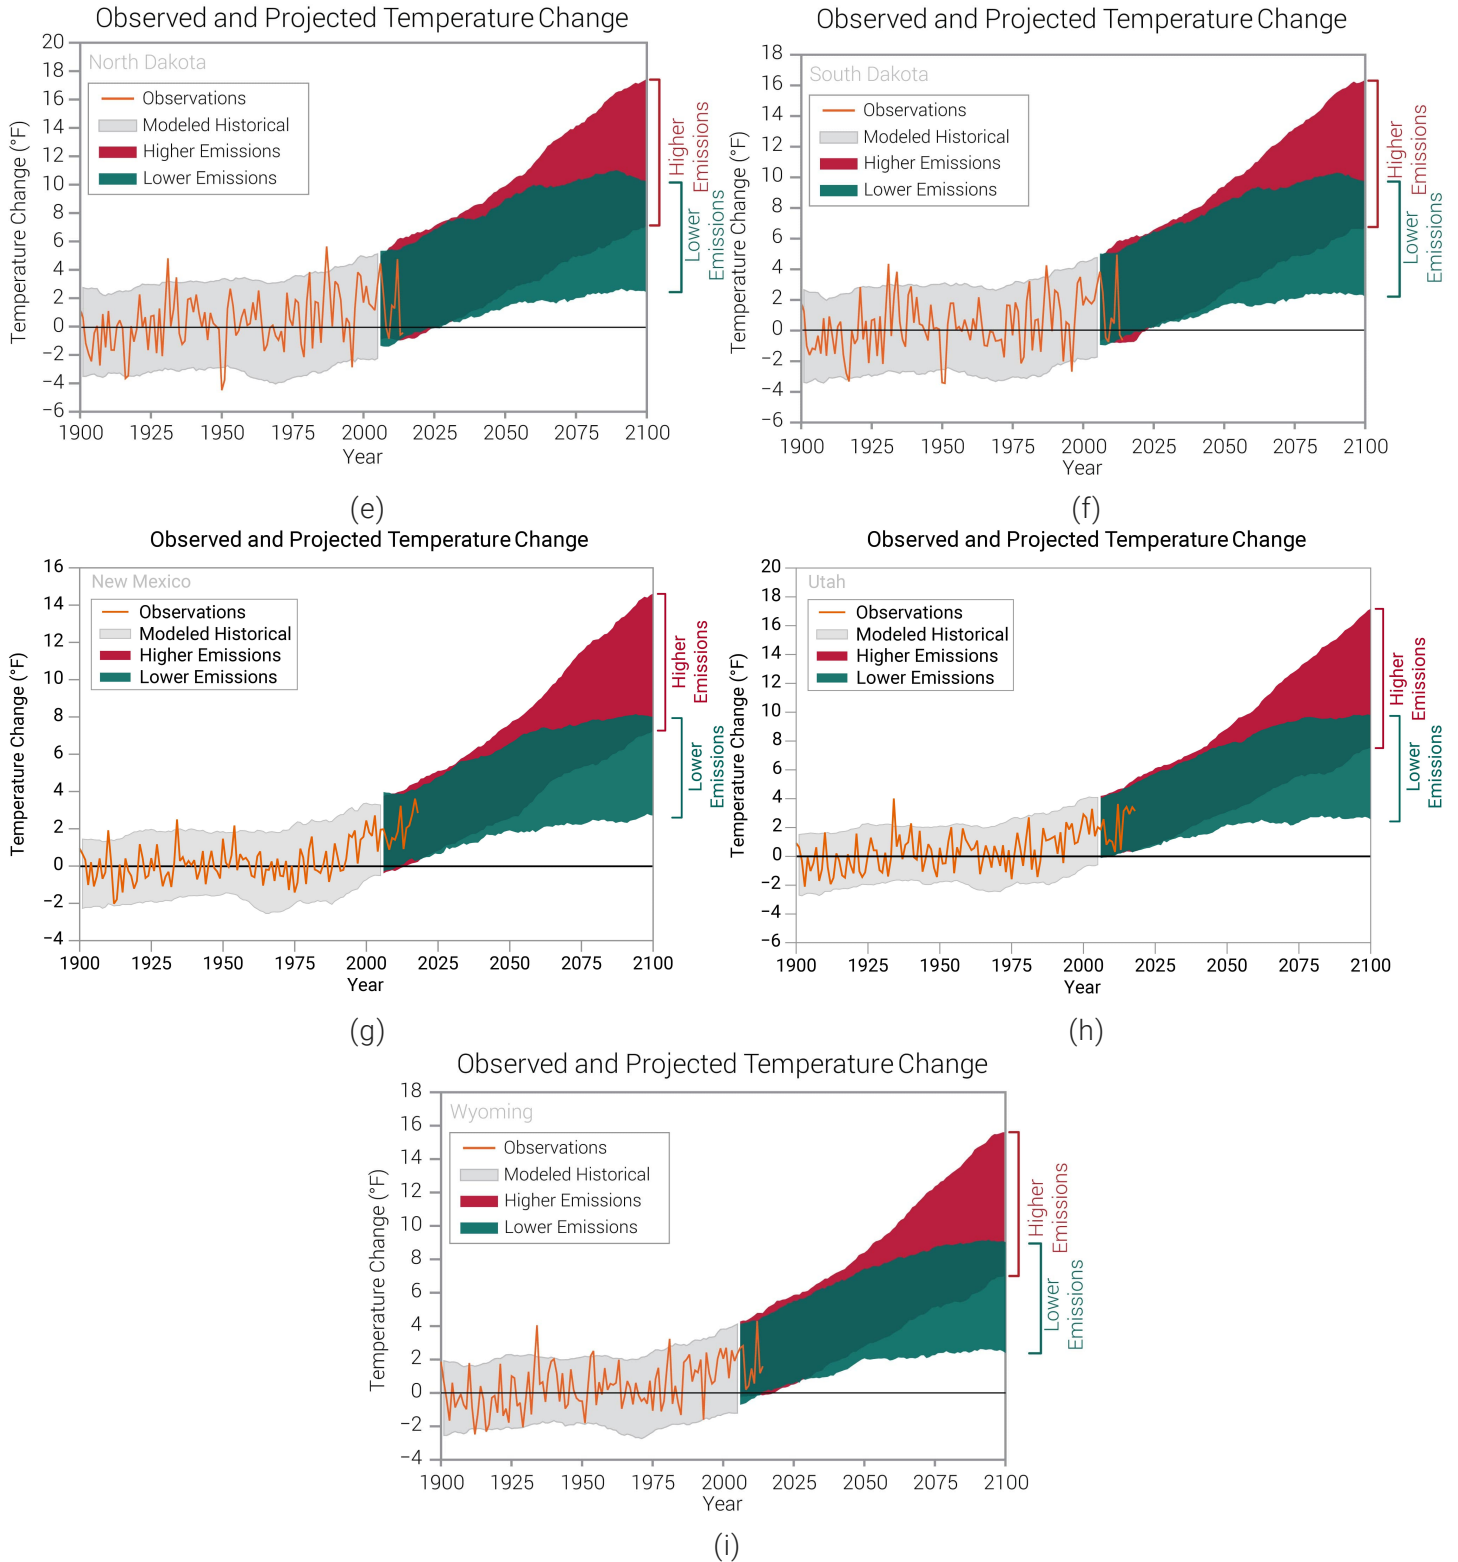 Observed and Projected Temperature Change
North Dakota
Observations
Modeled Historical
Higher Emissions
Lower Emissions
Temperature Change (°F)
20
18
16
14
12
10
8
6
4
2
0
−2
−4
−6
1900 1925 1950 1975 2000 2025 2050 2075 2100
Year
Higher
Emissions
Lower
Emissions
(e)
Observed and Projected Temperature Change
South Dakota
Observations
Modeled Historical
Higher Emissions
Lower Emissions
Temperature Change (°F)
18
16
14
12
10
8
6
4
2
0
−2
−4
−6
1900 1925 1950 1975 2000 2025 2050 2075 2100
Year
Higher
Emissions
Lower
Emissions
(f)
Observed and Projected Temperature Change
New Mexico
Observations
Modeled Historical
Higher Emissions
Lower Emissions
Temperature Change (°F)
16
14
12
10
8
6
4
2
0
−2
−4
1900 1925 1950 1975 2000 2025 2050 2075 2100
Year
Higher
Emissions
Lower
Emissions
(g)
Observed and Projected Temperature Change
Utah
Observations
Modeled Historical
Higher Emissions
Lower Emissions
Temperature Change (°F)
20
18
16
14
12
10
8
6
4
2
0
−2
−4
−6
1900 1925 1950 1975 2000 2025 2050 2075 2100
Year
Higher
Emissions
Lower
Emissions
(h)
Observed and Projected Temperature Change
Wyoming
Observations
Modeled Historical
Higher Emissions
Lower Emissions
Temperature Change (°F)
18
16
14
12
10
8
6
4
2
0
−2
−4
1900 1925 1950 1975 2000 2025 2050 2075 2100
Year
Higher
Emissions
Lower
Emissions
(i)